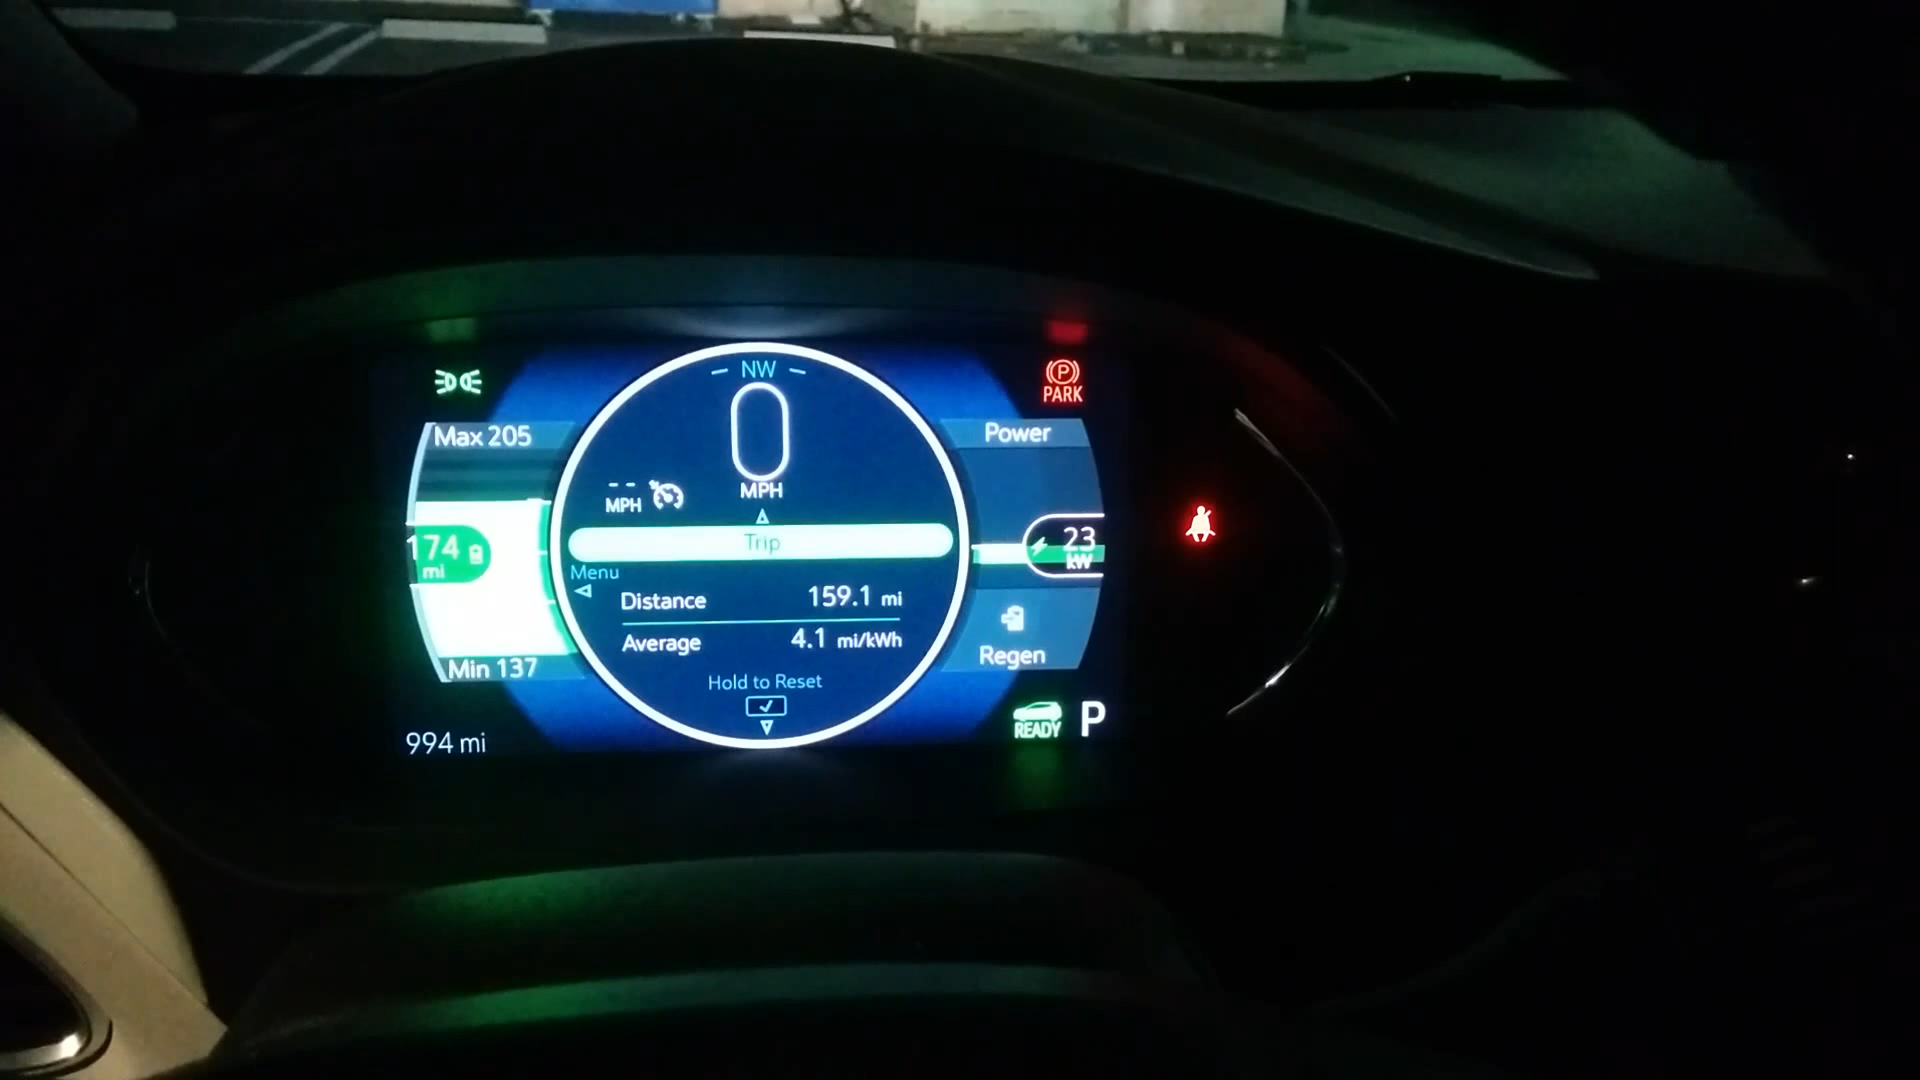 NW
0
MPH
-- MPH
PARK
Max 205
Power
174 mi
23 kW
Trip
Menu
Distance 159.1 mi
Average 4.1 mi/kWh
Min 137
Regen
Hold to Reset
994 mi
READY P